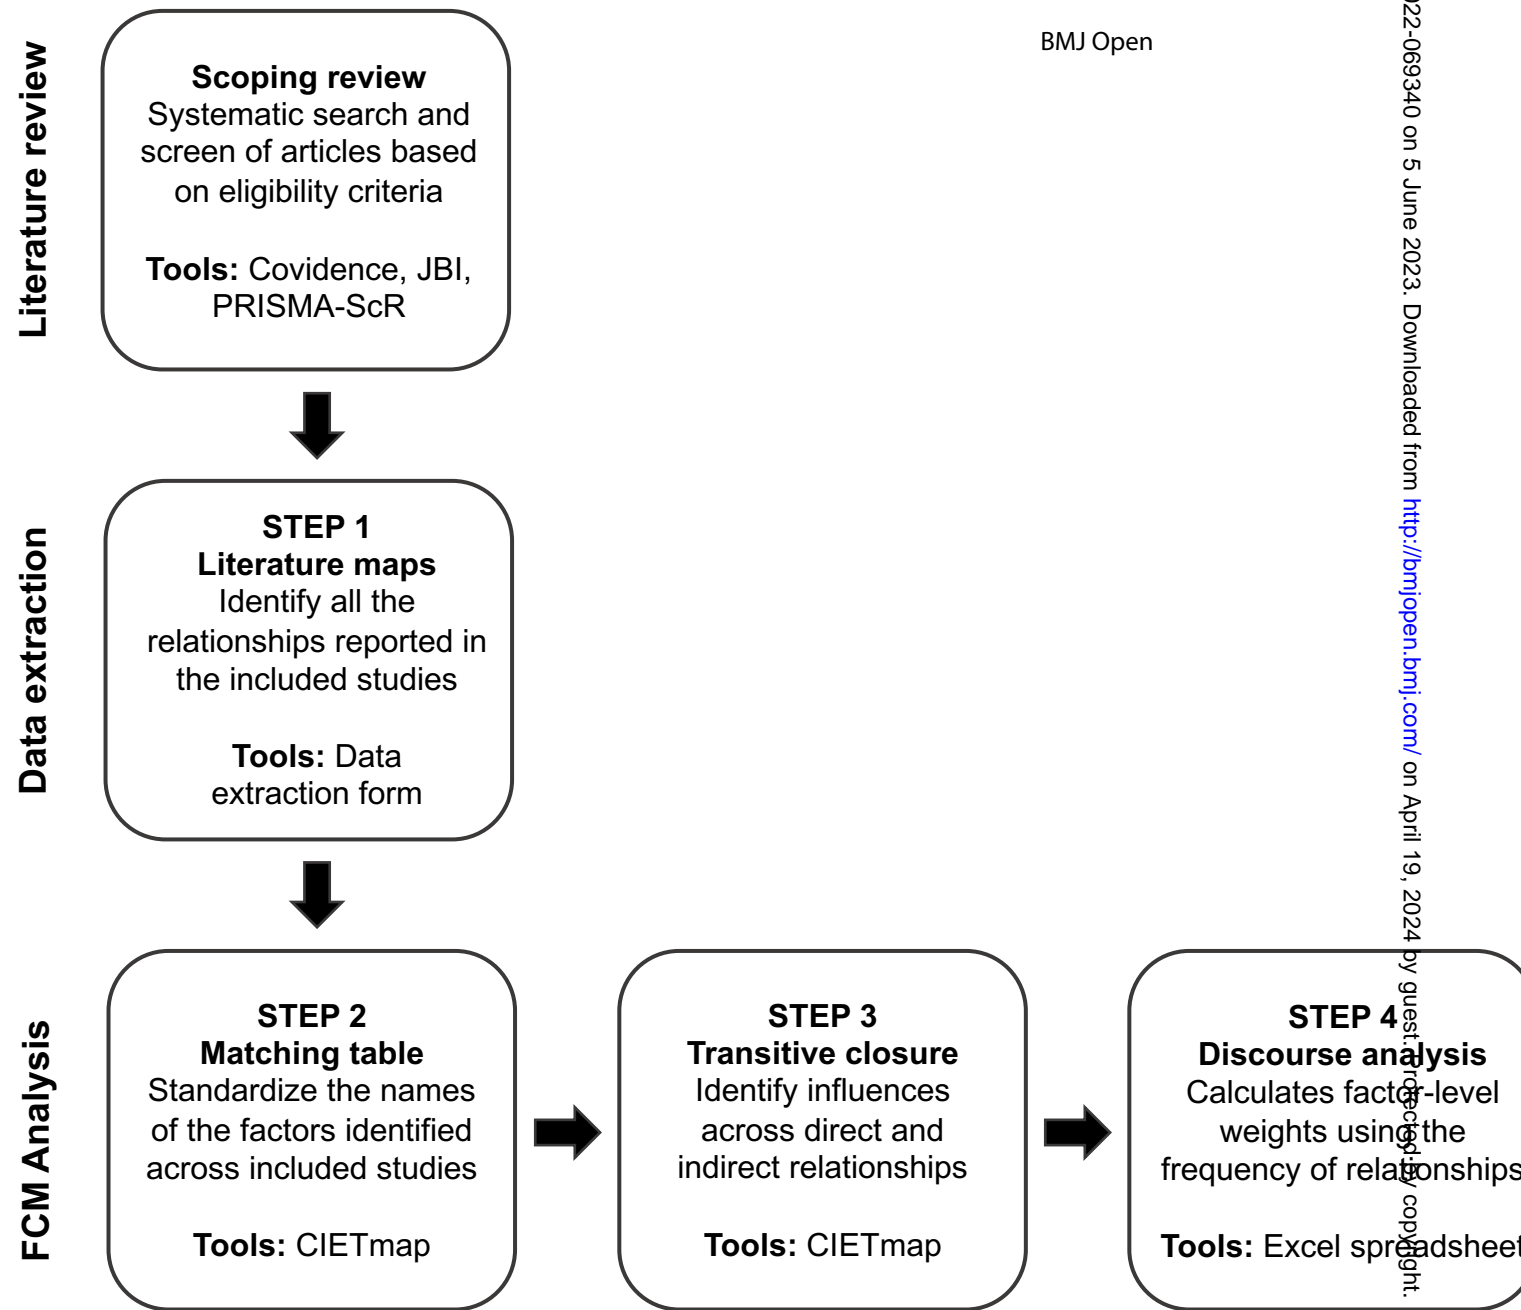 BMJ Open
Literature review
Scoping review
Systematic search and
screen of articles based
on eligibility criteria
Tools: Covidence, JBI,
PRISMA-ScR
Data extraction
STEP 1
Literature maps
Identify all the
relationships reported in
the included studies
Tools: Data
extraction form
FCM Analysis
STEP 2
Matching table
Standardize the names
of the factors identified
across included studies
Tools: CIETmap
STEP 3
Transitive closure
Identify influences
across direct and
indirect relationships
Tools: CIETmap
STEP 4
Discourse analysis
Calculates factor-level
weights using the
frequency of relationships
Tools: Excel spreadsheet
22-069340 on 5 June 2023. Downloaded from http://bmjopen.bmj.com/ on April 19, 2024 by guest. Protected by copyright.